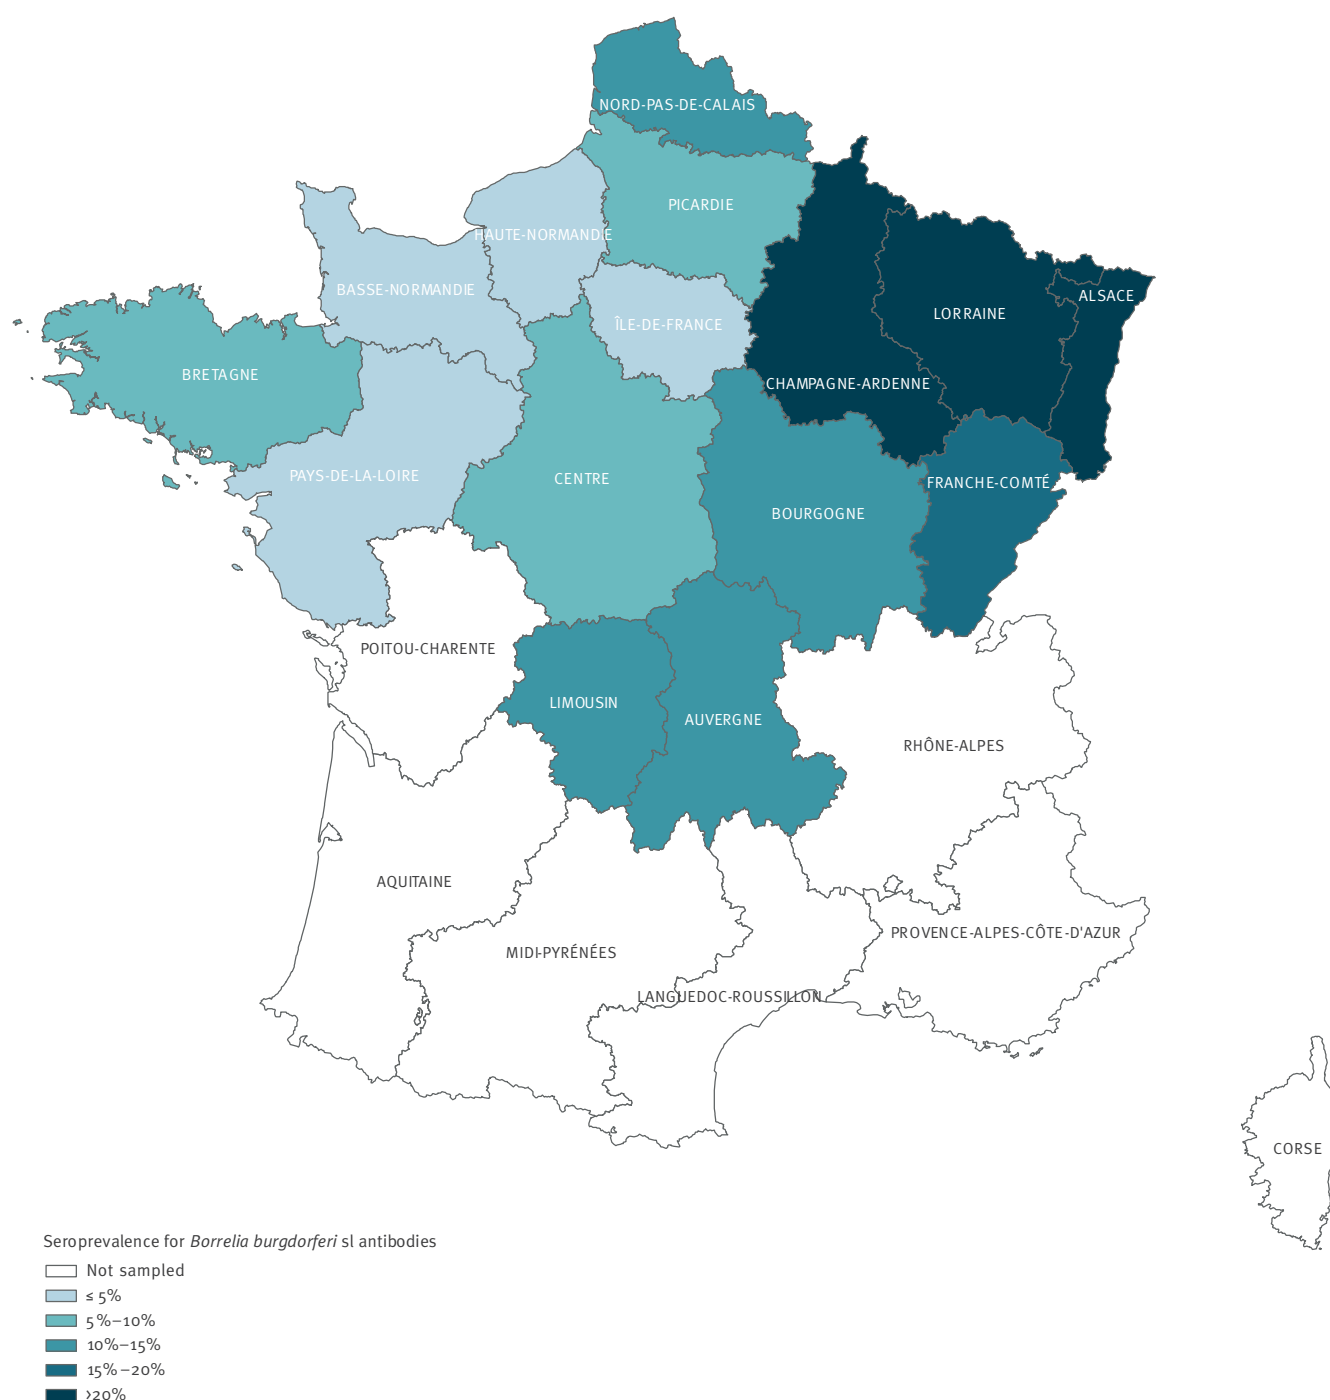 NORD-PAS-DE-CALAIS
PICARDIE
HAUTE-NORMANDIE
BASSE-NORMANDIE
ALSACE
LORRAINE
ÎLE-DE-FRANCE
BRETAGNE
CHAMPAGNE-ARDENNE
PAYS-DE-LA-LOIRE
CENTRE
FRANCHE-COMTÉ
BOURGOGNE
POITOU-CHARENTE
LIMOUSIN
AUVERGNE
RHÔNE-ALPES
AQUITAINE
PROVENCE-ALPES-CÔTE-D'AZUR
MIDI-PYRÉNÉES
LANGUEDOC-ROUSSILLON
CORSE
Seroprevalence for Borrelia burgdorferi sl antibodies
Not sampled
≤ 5%
5%–10%
10%–15%
15%–20%
>20%